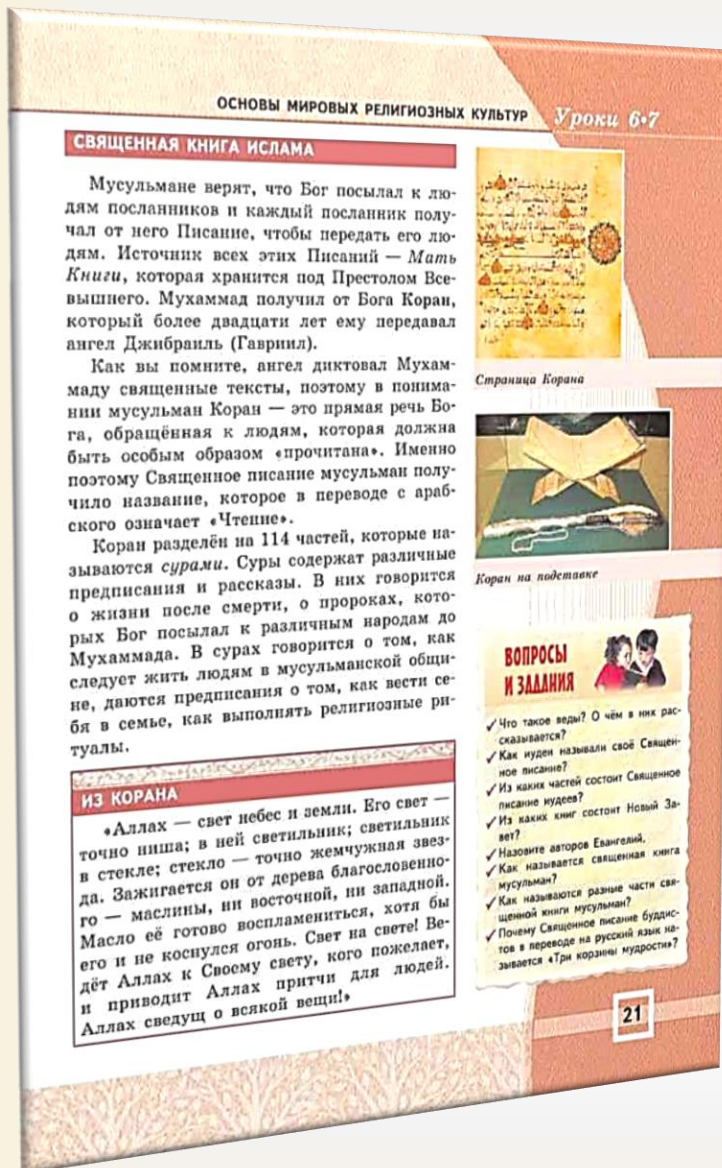 ОСНОВЫ МИРОВЫХ РЕЛИГИОЗНЫХ КУЛЬТУР
Уроки 6•7
СВЯЩЕННАЯ КНИГА ИСЛАМА
Мусульмане верят, что Бог посылал к лю-
дям посланников и каждый посланник полу-
чал от него Писание, чтобы передать его лю-
дям. Источник всех этих Писаний — Мать
Книги, которая хранится под Престолом Все-
вышнего. Мухаммад получил от Бога Коран,
который более двадцати лет ему передавал
ангел Джибраиль (Гавриил).
Как вы помните, ангел диктовал Мухам-
маду священные тексты, поэтому в понима-
нии мусульман Коран — это прямая речь Бо-
га, обращённая к людям, которая должна
быть особым образом «прочитана». Именно
поэтому Священное писание мусульман полу-
чило название, которое в переводе с араб-
ского означает «Чтение».
Коран разделён на 114 частей, которые на-
зываются сурами. Суры содержат различные
предписания и рассказы. В них говорится
о жизни после смерти, о пророках, кото-
рых Бог посылал к различным народам до
Мухаммада. В сурах говорится о том, как
следует жить людям в мусульманской общи-
не, даются предписания о том, как вести се-
бя в семье, как выполнять религиозные ри-
туалы.
ИЗ КОРАНА
«Аллах — свет небес и земли. Его свет —
точно ниша; в ней светильник; светильник
в стекле; стекло — точно жемчужная звез-
да. Зажигается он от дерева благословенно-
го — маслины, ни восточной, ни западной.
Масло её готово воспламениться, хотя бы
его и не коснулся огонь. Свет на свете! Ве-
дёт Аллах к Своему свету, кого пожелает,
и приводит Аллах притчи для людей.
Аллах сведущ о всякой вещи!»
Страница Корана
Коран на подставке
ВОПРОСЫ
И ЗАДАНИЯ
✓ Что такое веды? О чём в них рас-
сказывается?
✓ Как иудеи называли своё Священ-
ное писание?
✓ Из каких частей состоит Священное
писание иудеев?
✓ Из каких книг состоит Новый За-
вет?
✓ Назовите авторов Евангелий.
✓ Как называется священная книга
мусульман?
✓ Как называются разные части свя-
щенной книги мусульман?
✓ Почему Священное писание буддис-
тов в переводе на русский язык на-
зывается «Три корзины мудрости»?
21